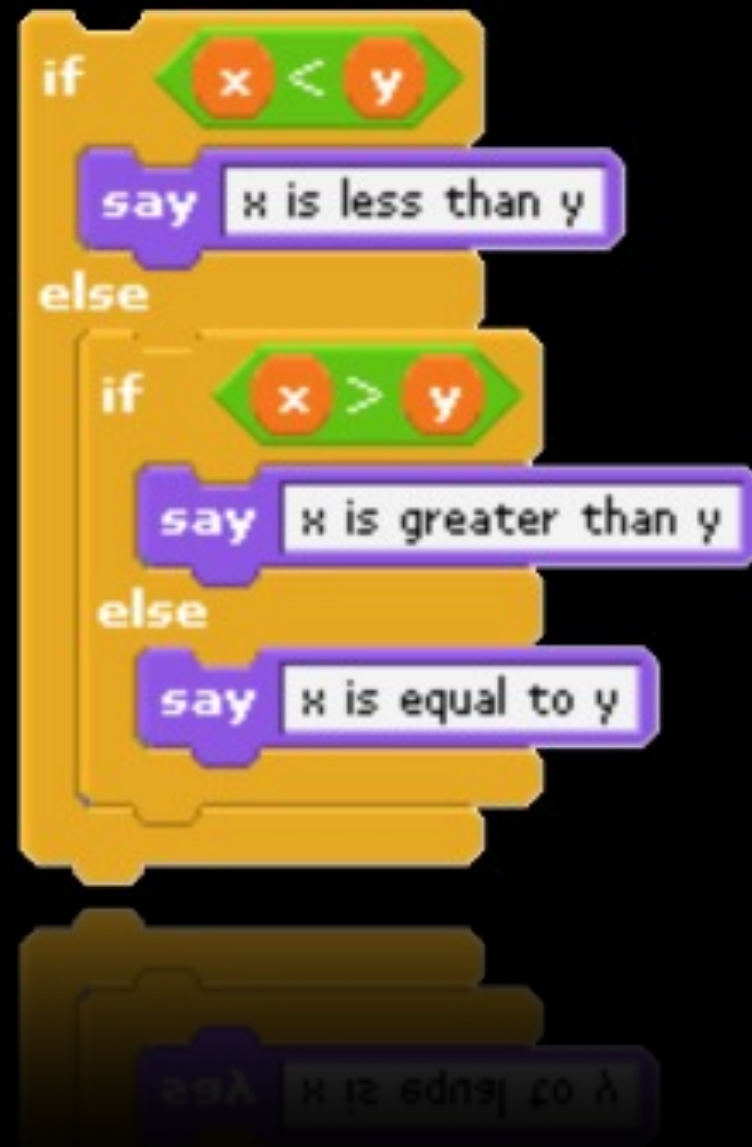 if x < y
say x is less than y
else
if x > y
say x is greater than y
else
say x is equal to y